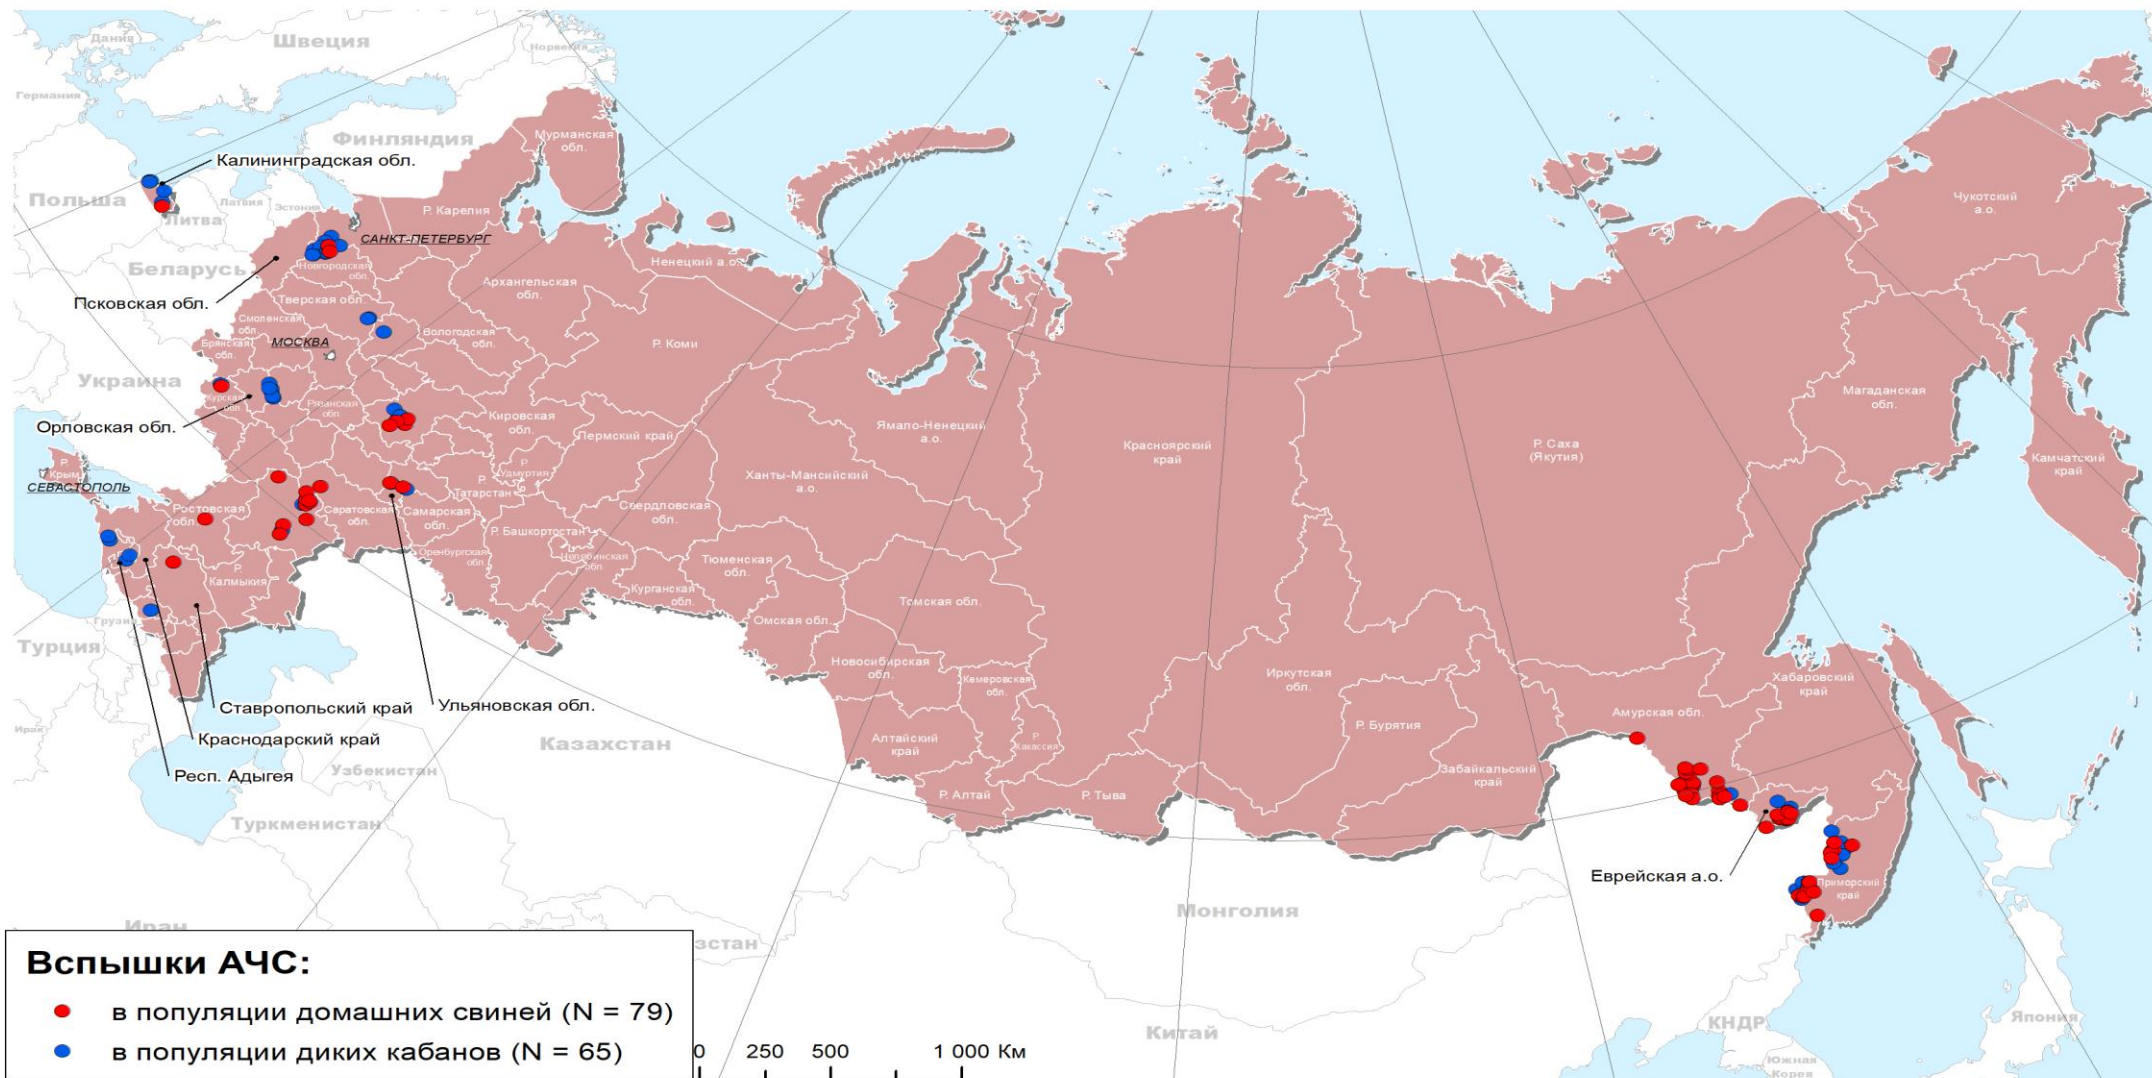 Дания
Швеция
Норвегия
Германия
Финляндия
Мурманская
обл.
Калининградская обл.
Польша
Литва
Латвия
Эстония
Р. Карелия
САНКТ-ПЕТЕРБУРГ
Чукотский
а.о.
Беларусь
Новгородская
обл.
Ненецкий а.о.
Псковская обл.
Архангельская
обл.
Тверская обл.
Смоленская
обл.
Вологодская
обл.
Брянская
обл.
МОСКВА
Р. Коми
Украина
Курская
обл.
Рязанская
обл.
Магаданская
обл.
Орловская обл.
Кировская
обл.
Пермский край
Ямало-Ненецкий
а.о.
Красноярский
край
Р. Саха
(Якутия)
Камчатский
край
Р.
Крым
СЕВАСТОПОЛЬ
Р.
Удмуртия
Ханты-Мансийский
а.о.
Р.
Татарстан
Ростовская
обл.
Саратовская
обл.
Самарская
обл.
Свердловская
обл.
Р. Башкортостан
Оренбургская
обл.
Челябинская
обл.
Тюменская
обл.
Р.
Калмыкия
Курганская
обл.
Томская обл.
Омская обл.
Грузия
Турция
Новосибирская
обл.
Кемеровская
обл.
Иркутская
обл.
Хабаровский
край
Ставропольский край
Ульяновская обл.
Амурская обл.
Р. Бурятия
Ирак
Краснодарский край
Казахстан
Алтайский
край
Р.
Хакассия
Респ. Адыгея
Узбекистан
Забайкальский
край
Р. Алтай
Р. Тыва
Туркменистан
Еврейская а.о.
Приморский
край
Монголия
Иран
зстан
Вспышки АЧС:
в популяции домашних свиней (N = 79)
в популяции диких кабанов (N = 65)
0 250 500 1 000 Км
Китай
КНДР
Япония
Южная
Корея